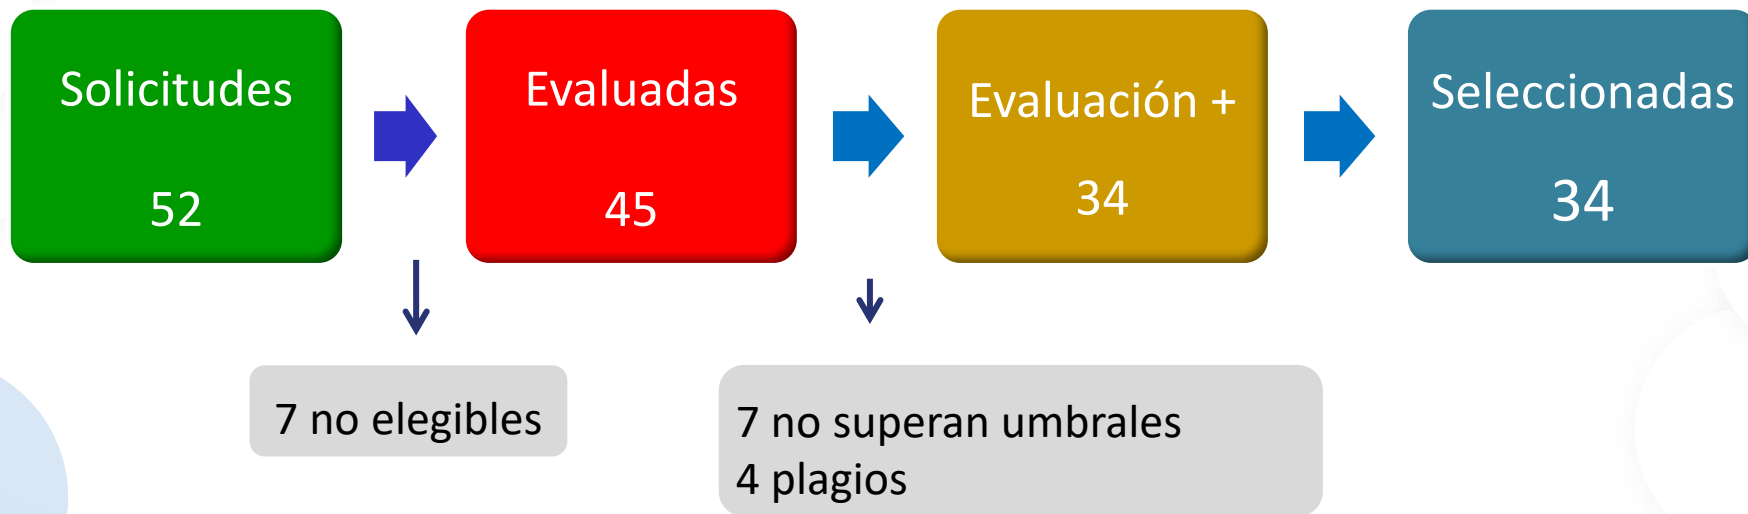 Solicitudes
52
Evaluadas
45
Evaluación +
34
Seleccionadas
34
7 no elegibles
7 no superan umbrales
4 plagios